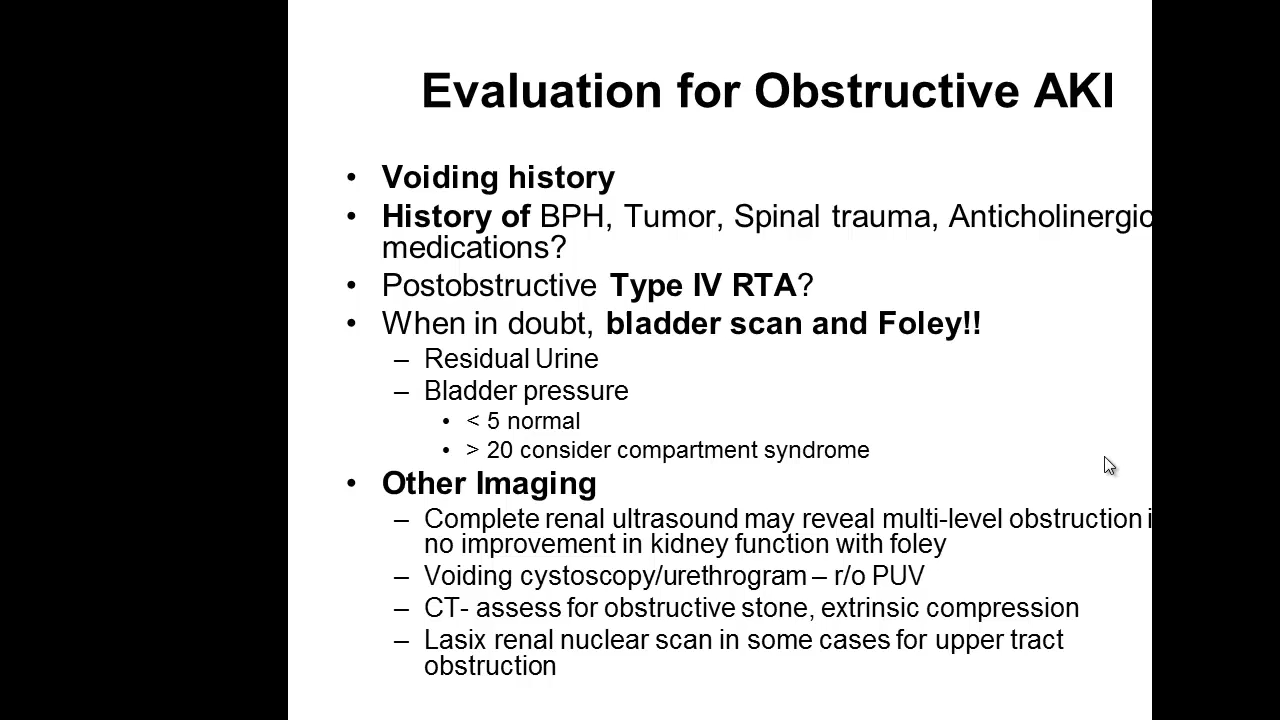 Evaluation for Obstructive AKI
• Voiding history
• History of BPH, Tumor, Spinal trauma, Anticholinergic
medications?
• Postobstructive Type IV RTA?
• When in doubt, bladder scan and Foley!!
– Residual Urine
– Bladder pressure
• < 5 normal
• > 20 consider compartment syndrome
• Other Imaging
– Complete renal ultrasound may reveal multi-level obstruction
no improvement in kidney function with foley
– Voiding cystoscopy/urethrogram – r/o PUV
– CT- assess for obstructive stone, extrinsic compression
– Lasix renal nuclear scan in some cases for upper tract
obstruction